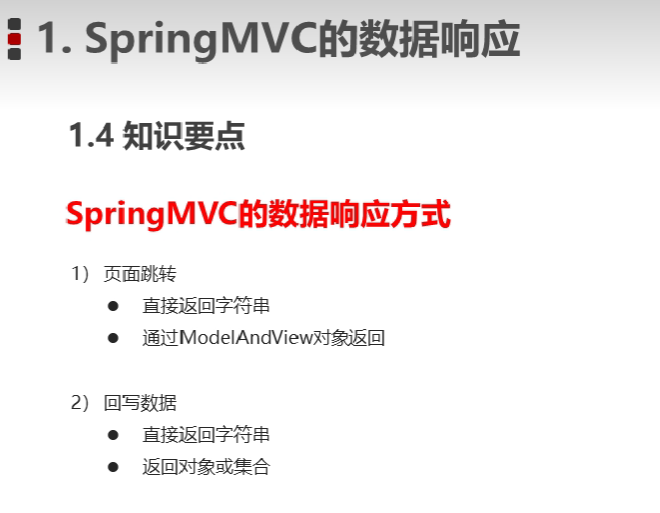 1. SpringMVC的数据响应
1.4 知识要点
SpringMVC的数据响应方式
1） 页面跳转
● 直接返回字符串
● 通过ModelAndView对象返回
2） 回写数据
● 直接返回字符串
● 返回对象或集合